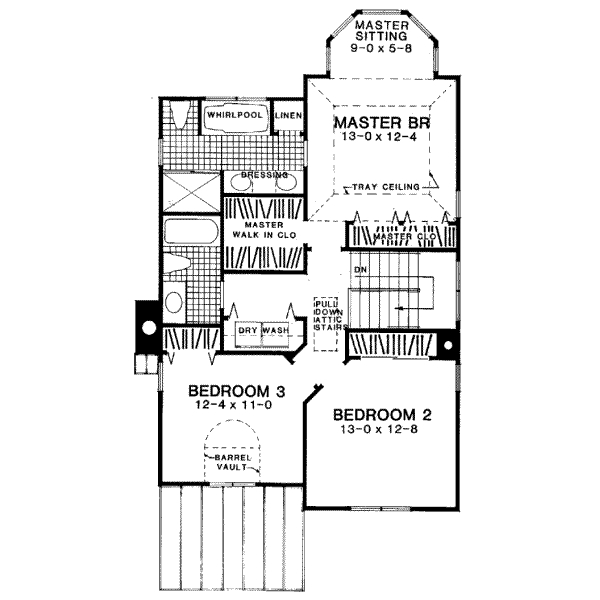 MASTER
SITTING
9-0 x 5-8
WHIRLPOOL
LINEN
MASTER BR
13-0 x 12-4
DRESSING
TRAY CEILING
MASTER
WALK IN CLO
MASTER CLO
DN
PULL
DOWN
ATTIC
STAIRS
DRY WASH
BEDROOM 3
12-4 x 11-0
BEDROOM 2
13-0 x 12-8
BARREL
VAULT